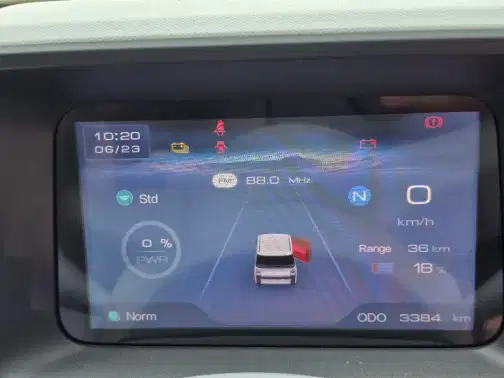 10:20
06/23
FM 88.0 MHz
Std
N
0
km/h
0 %
PWR
Range 36 km
18 %
Norm
ODO 3384 km